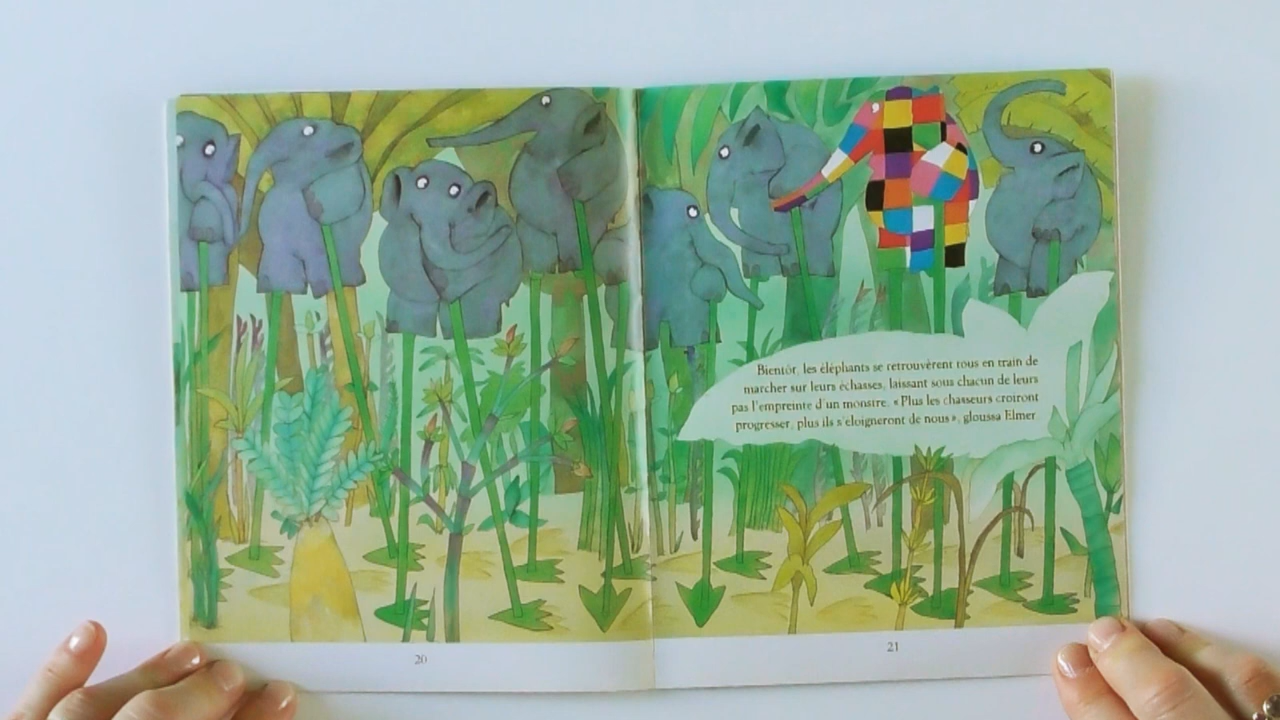 Bientôt, les éléphants se retrouvèrent tous en train de
marcher sur leurs échasses, laissant sous chacun de leurs
pas l'empreinte d'un monstre. «Plus les chasseurs croiront
progresser, plus ils s'éloigneront de nous», gloussa Elmer.
20
21